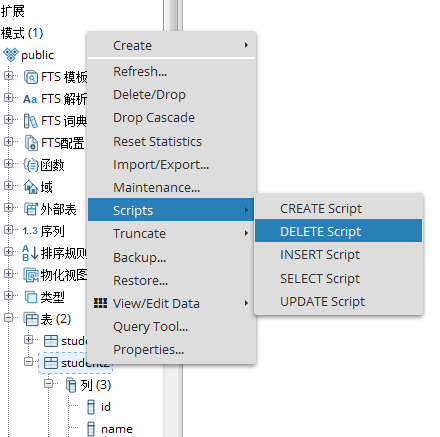 扩展
模式 (1)
public
FTS 模板
Aa FTS 解析
FTS 词典
FTS配置
函数
域
外部表
1..3 序列
排序规则
物化视图
类型
表 (2)
stude
student2
列 (3)
id
name
Create
Refresh...
Delete/Drop
Drop Cascade
Reset Statistics
Import/Export...
Maintenance...
Scripts
Truncate
Backup...
Restore...
View/Edit Data
Query Tool...
Properties...
CREATE Script
DELETE Script
INSERT Script
SELECT Script
UPDATE Script